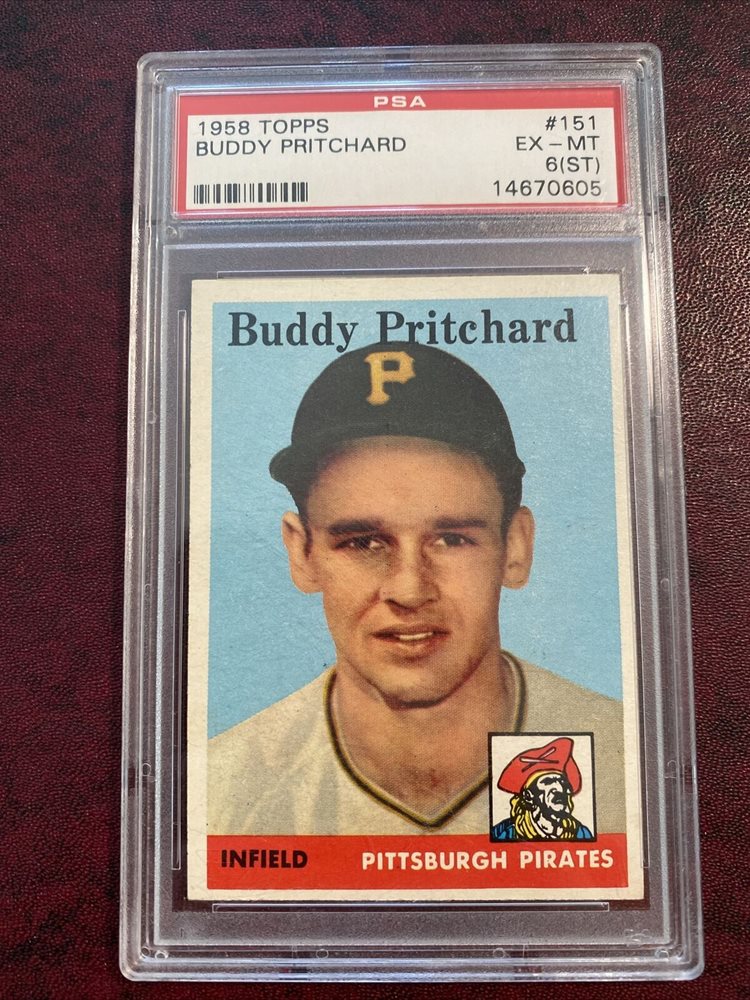 PSA
1958 TOPPS #151
BUDDY PRITCHARD EX - MT
6(ST)
14670605
Buddy Pritchard
P
INFIELD PITTSBURGH PIRATES